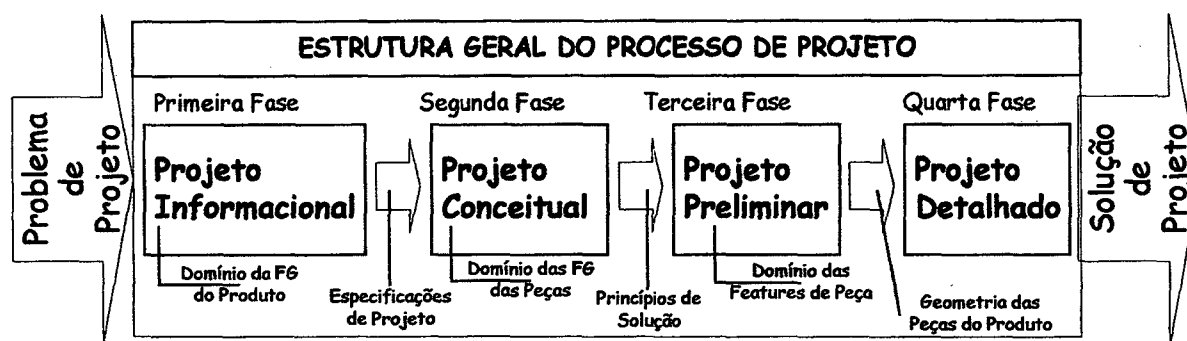 ESTRUTURA GERAL DO PROCESSO DE PROJETO
Problema
de
Projeto
Primeira Fase
Projeto
Informacional
Domínio da FG
do Produto
Especificações
de Projeto
Segunda Fase
Projeto
Conceitual
Domínio das FG
das Peças
Princípios de
Solução
Terceira Fase
Projeto
Preliminar
Domínio das
Features de Peça
Geometria das
Peças do Produto
Quarta Fase
Projeto
Detalhado
Solução
de
Projeto